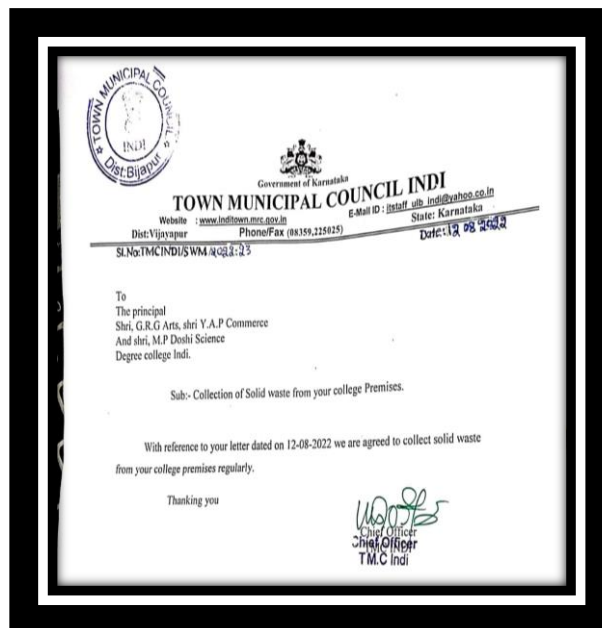 TOWN MUNICIPAL COUNCIL
INDI
Dist:Bijapur
Government of Karnataka
TOWN MUNICIPAL COUNCIL INDI
Website : www.inditown.mrc.gov.in
E-Mail ID : itstaff_ulb_indi@yahoo.co.in
Dist:Vijayapur
Phone/Fax (08359,225025)
State: Karnataka
Sl.No:TMCINDI/SWM/2022-23
Date:12 08 2022
To
The principal
Shri, G.R.G Arts, shri Y.A.P Commerce
And shri, M.P Doshi Science
Degree college Indi.
Sub:- Collection of Solid waste from your college Premises.
With reference to your letter dated on 12-08-2022 we are agreed to collect solid waste
from your college premises regularly.
Thanking you
Chief Officer
Chief Officer
TMC INDI
T.M.C Indi